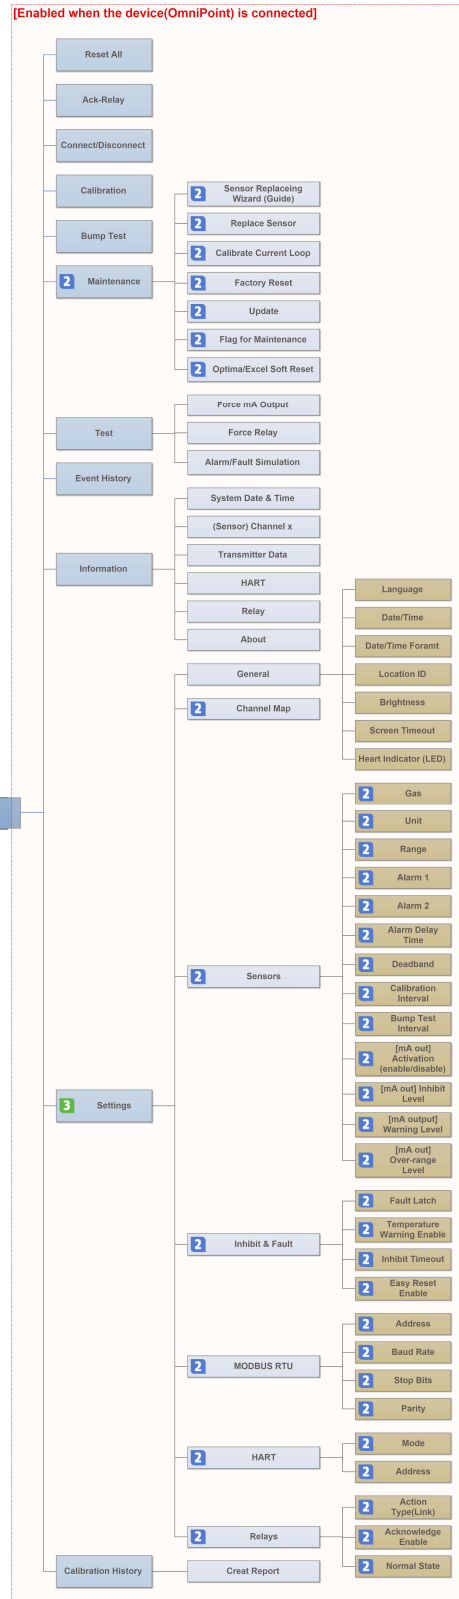 [Enabled when the device(OmniPoint) is connected]
Reset All
Ack-Relay
Connect/Disconnect
Calibration
Bump Test
2 Maintenance
2 Sensor Replaceing
Wizard (Guide)
2 Replace Sensor
2 Calibrate Current Loop
2 Factory Reset
2 Update
2 Flag for Maintenance
2 Optima/Excel Soft Reset
Test
Force mA Output
Force Relay
Alarm/Fault Simulation
Event History
Information
System Date & Time
(Sensor) Channel x
Transmitter Data
HART
Relay
About
3 Settings
General
Language
Date/Time
Date/Time Foramt
Location ID
Brightness
Screen Timeout
Heart Indicator (LED)
2 Channel Map
2 Sensors
2 Gas
2 Unit
2 Range
2 Alarm 1
2 Alarm 2
2 Alarm Delay
Time
2 Deadband
2 Calibration
Interval
2 Bump Test
Interval
2 [mA out]
Activation
(enable/disable)
2 [mA out] Inhibit
Level
2 [mA output]
Warning Level
2 [mA out]
Over-range
Level
2 Inhibit & Fault
2 Fault Latch
2 Temperature
Warning Enable
2 Inhibit Timeout
2 Easy Reset
Enable
2 MODBUS RTU
2 Address
2 Baud Rate
2 Stop Bits
2 Parity
2 HART
2 Mode
2 Address
2 Relays
2 Action
Type(Link)
2 Acknowledge
Enable
2 Normal State
Calibration History
Creat Report